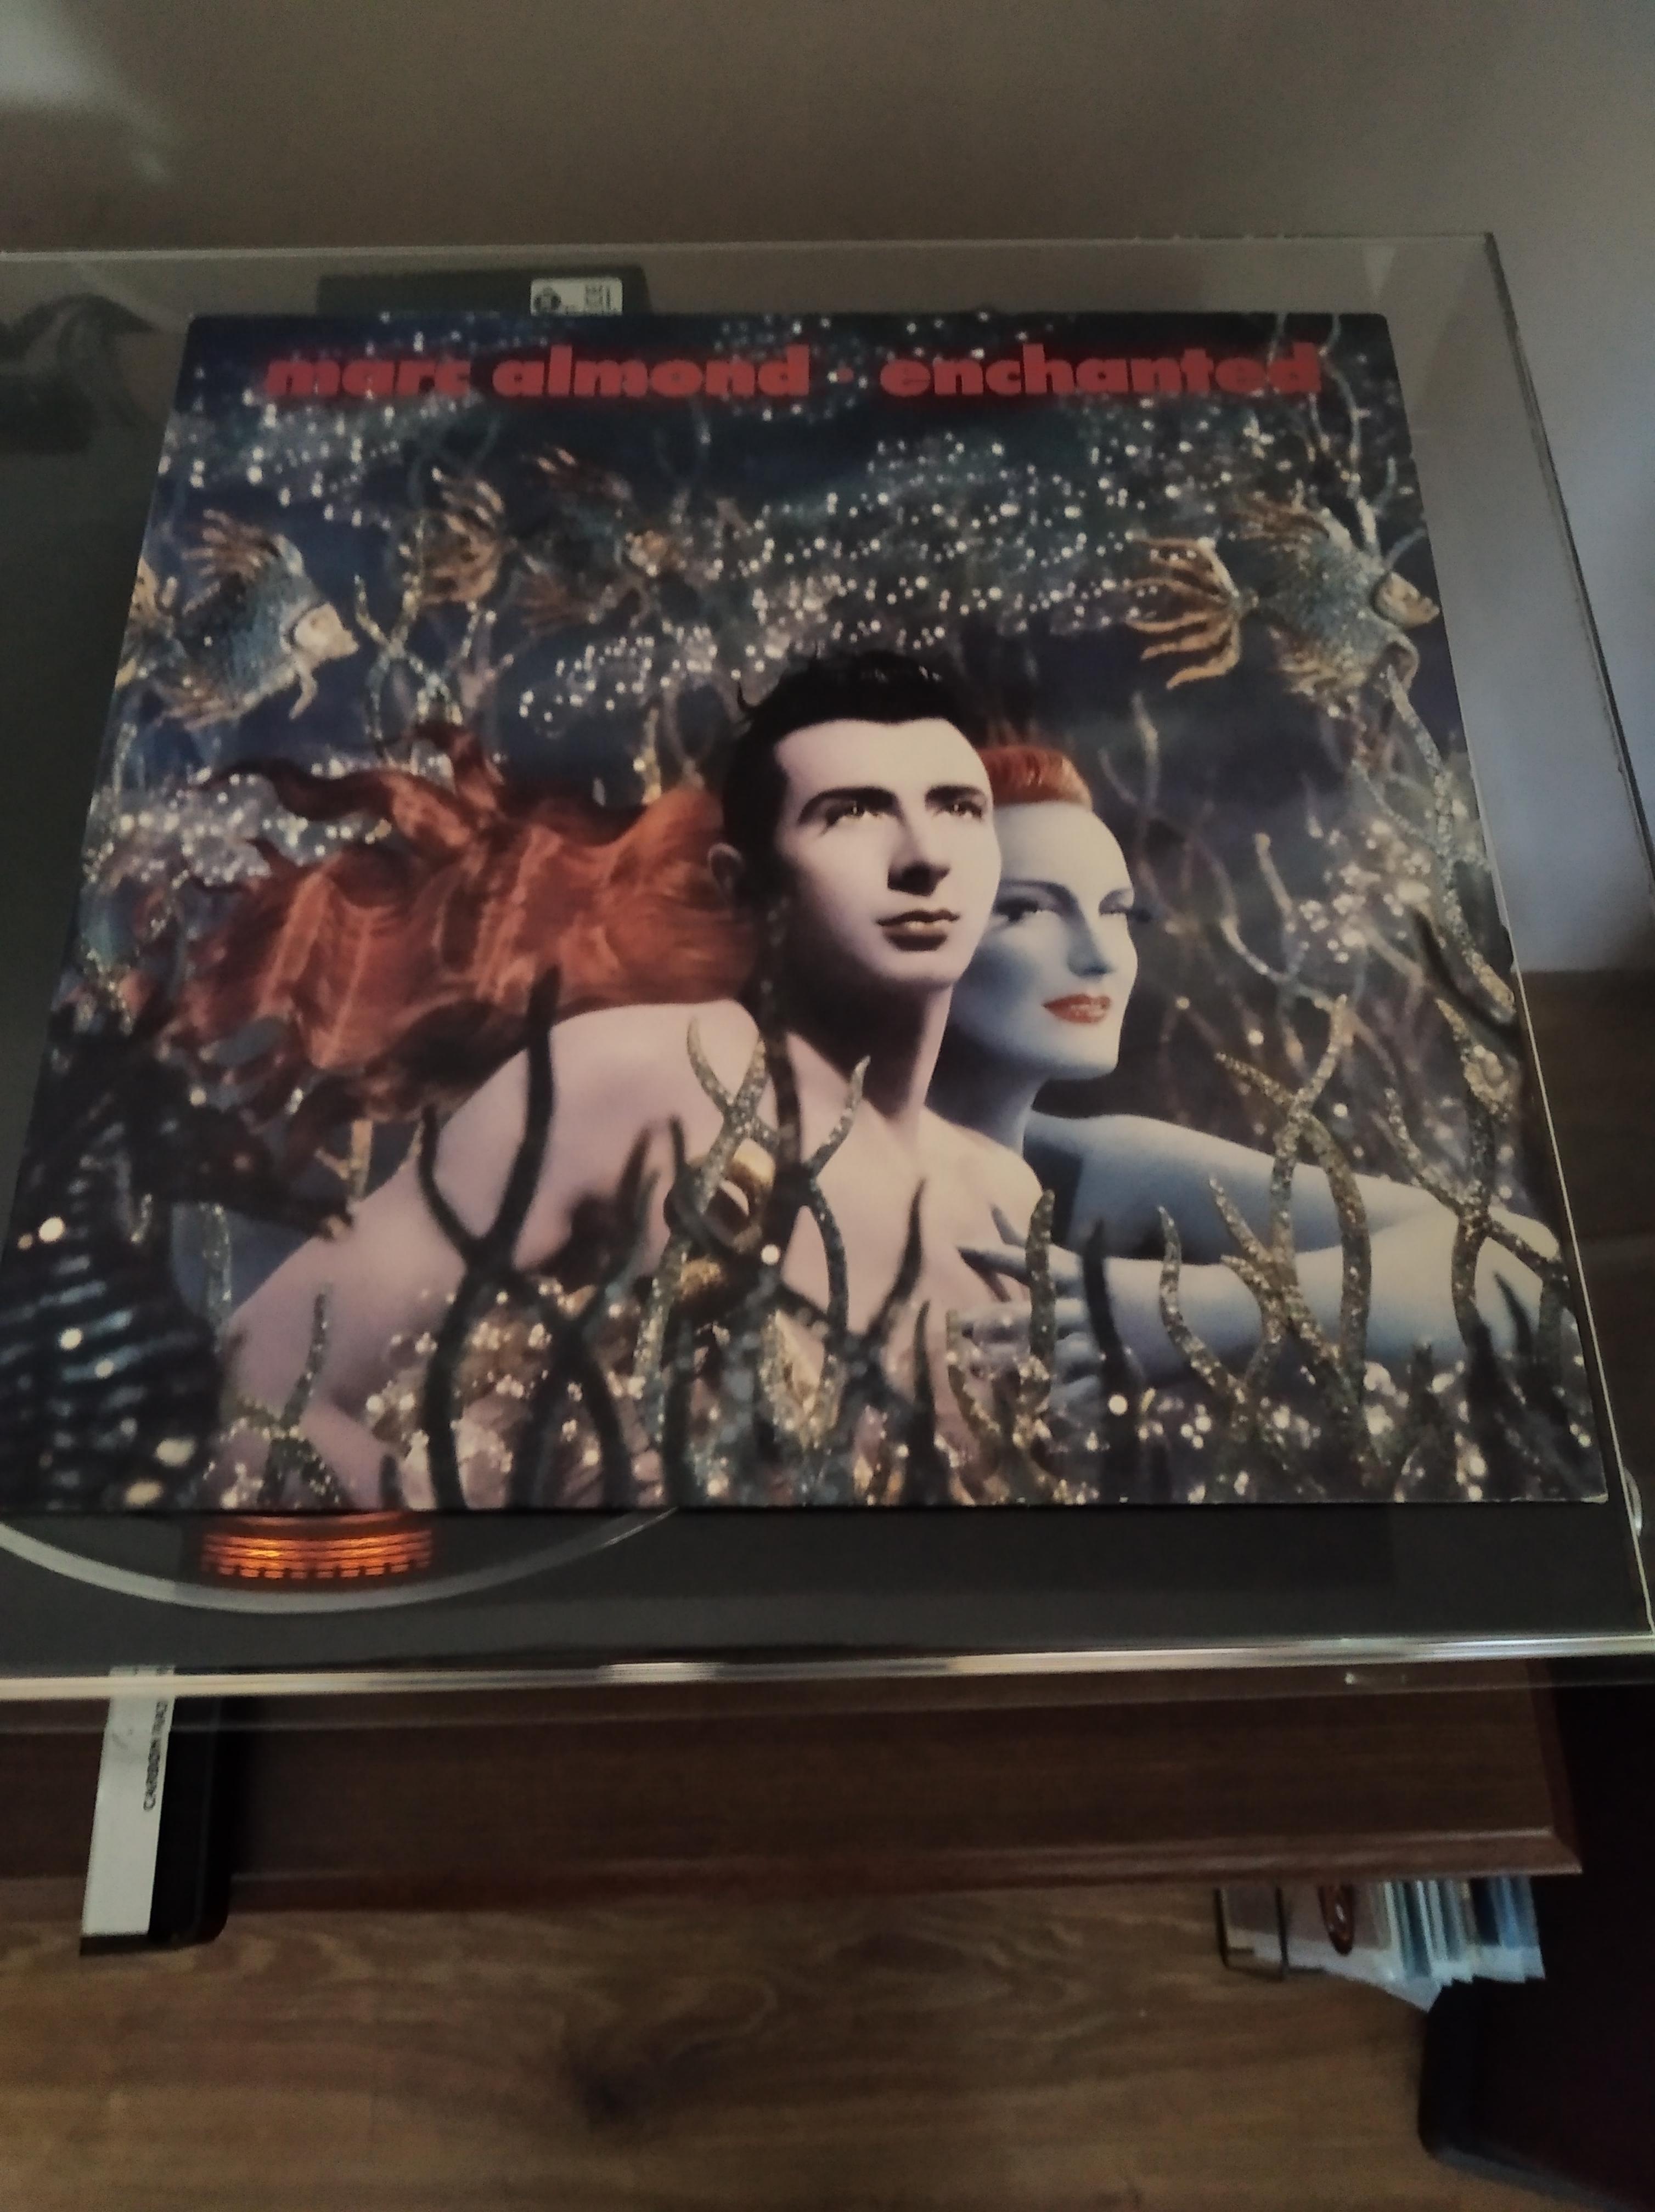 marc almond · enchanted